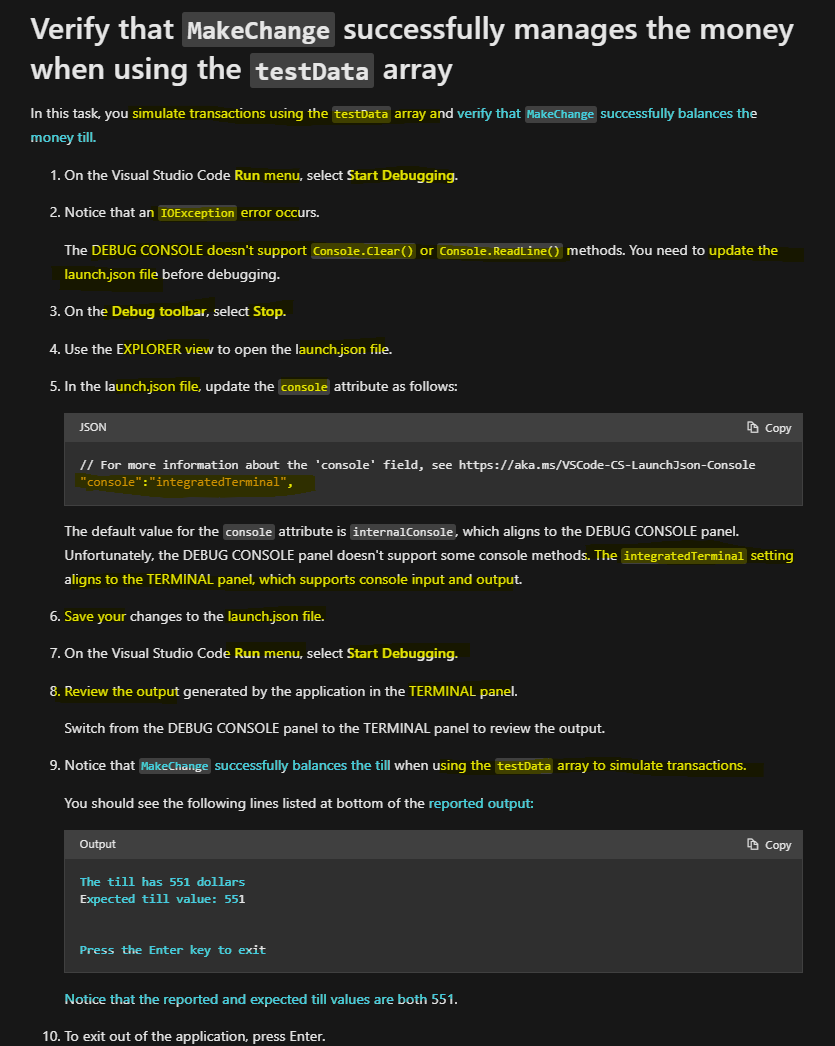 Verify that MakeChange successfully manages the money
when using the testData array
In this task, you simulate transactions using the testData array and verify that MakeChange successfully balances the
money till.
1. On the Visual Studio Code Run menu, select Start Debugging.
2. Notice that an IOException error occurs.
The DEBUG CONSOLE doesn't support Console.Clear() or Console.ReadLine() methods. You need to update the
launch.json file before debugging.
3. On the Debug toolbar, select Stop.
4. Use the EXPLORER view to open the launch.json file.
5. In the launch.json file, update the console attribute as follows:
JSON
Copy
// For more information about the 'console' field, see https://aka.ms/VSCode-CS-LaunchJson-Console
"console":"integratedTerminal",
The default value for the console attribute is internalConsole, which aligns to the DEBUG CONSOLE panel.
Unfortunately, the DEBUG CONSOLE panel doesn't support some console methods. The integratedTerminal setting
aligns to the TERMINAL panel, which supports console input and output.
6. Save your changes to the launch.json file.
7. On the Visual Studio Code Run menu, select Start Debugging.
8. Review the output generated by the application in the TERMINAL panel.
Switch from the DEBUG CONSOLE panel to the TERMINAL panel to review the output.
9. Notice that MakeChange successfully balances the till when using the testData array to simulate transactions.
You should see the following lines listed at bottom of the reported output:
Output
Copy
The till has 551 dollars
Expected till value: 551
Press the Enter key to exit
Notice that the reported and expected till values are both 551.
10. To exit out of the application, press Enter.